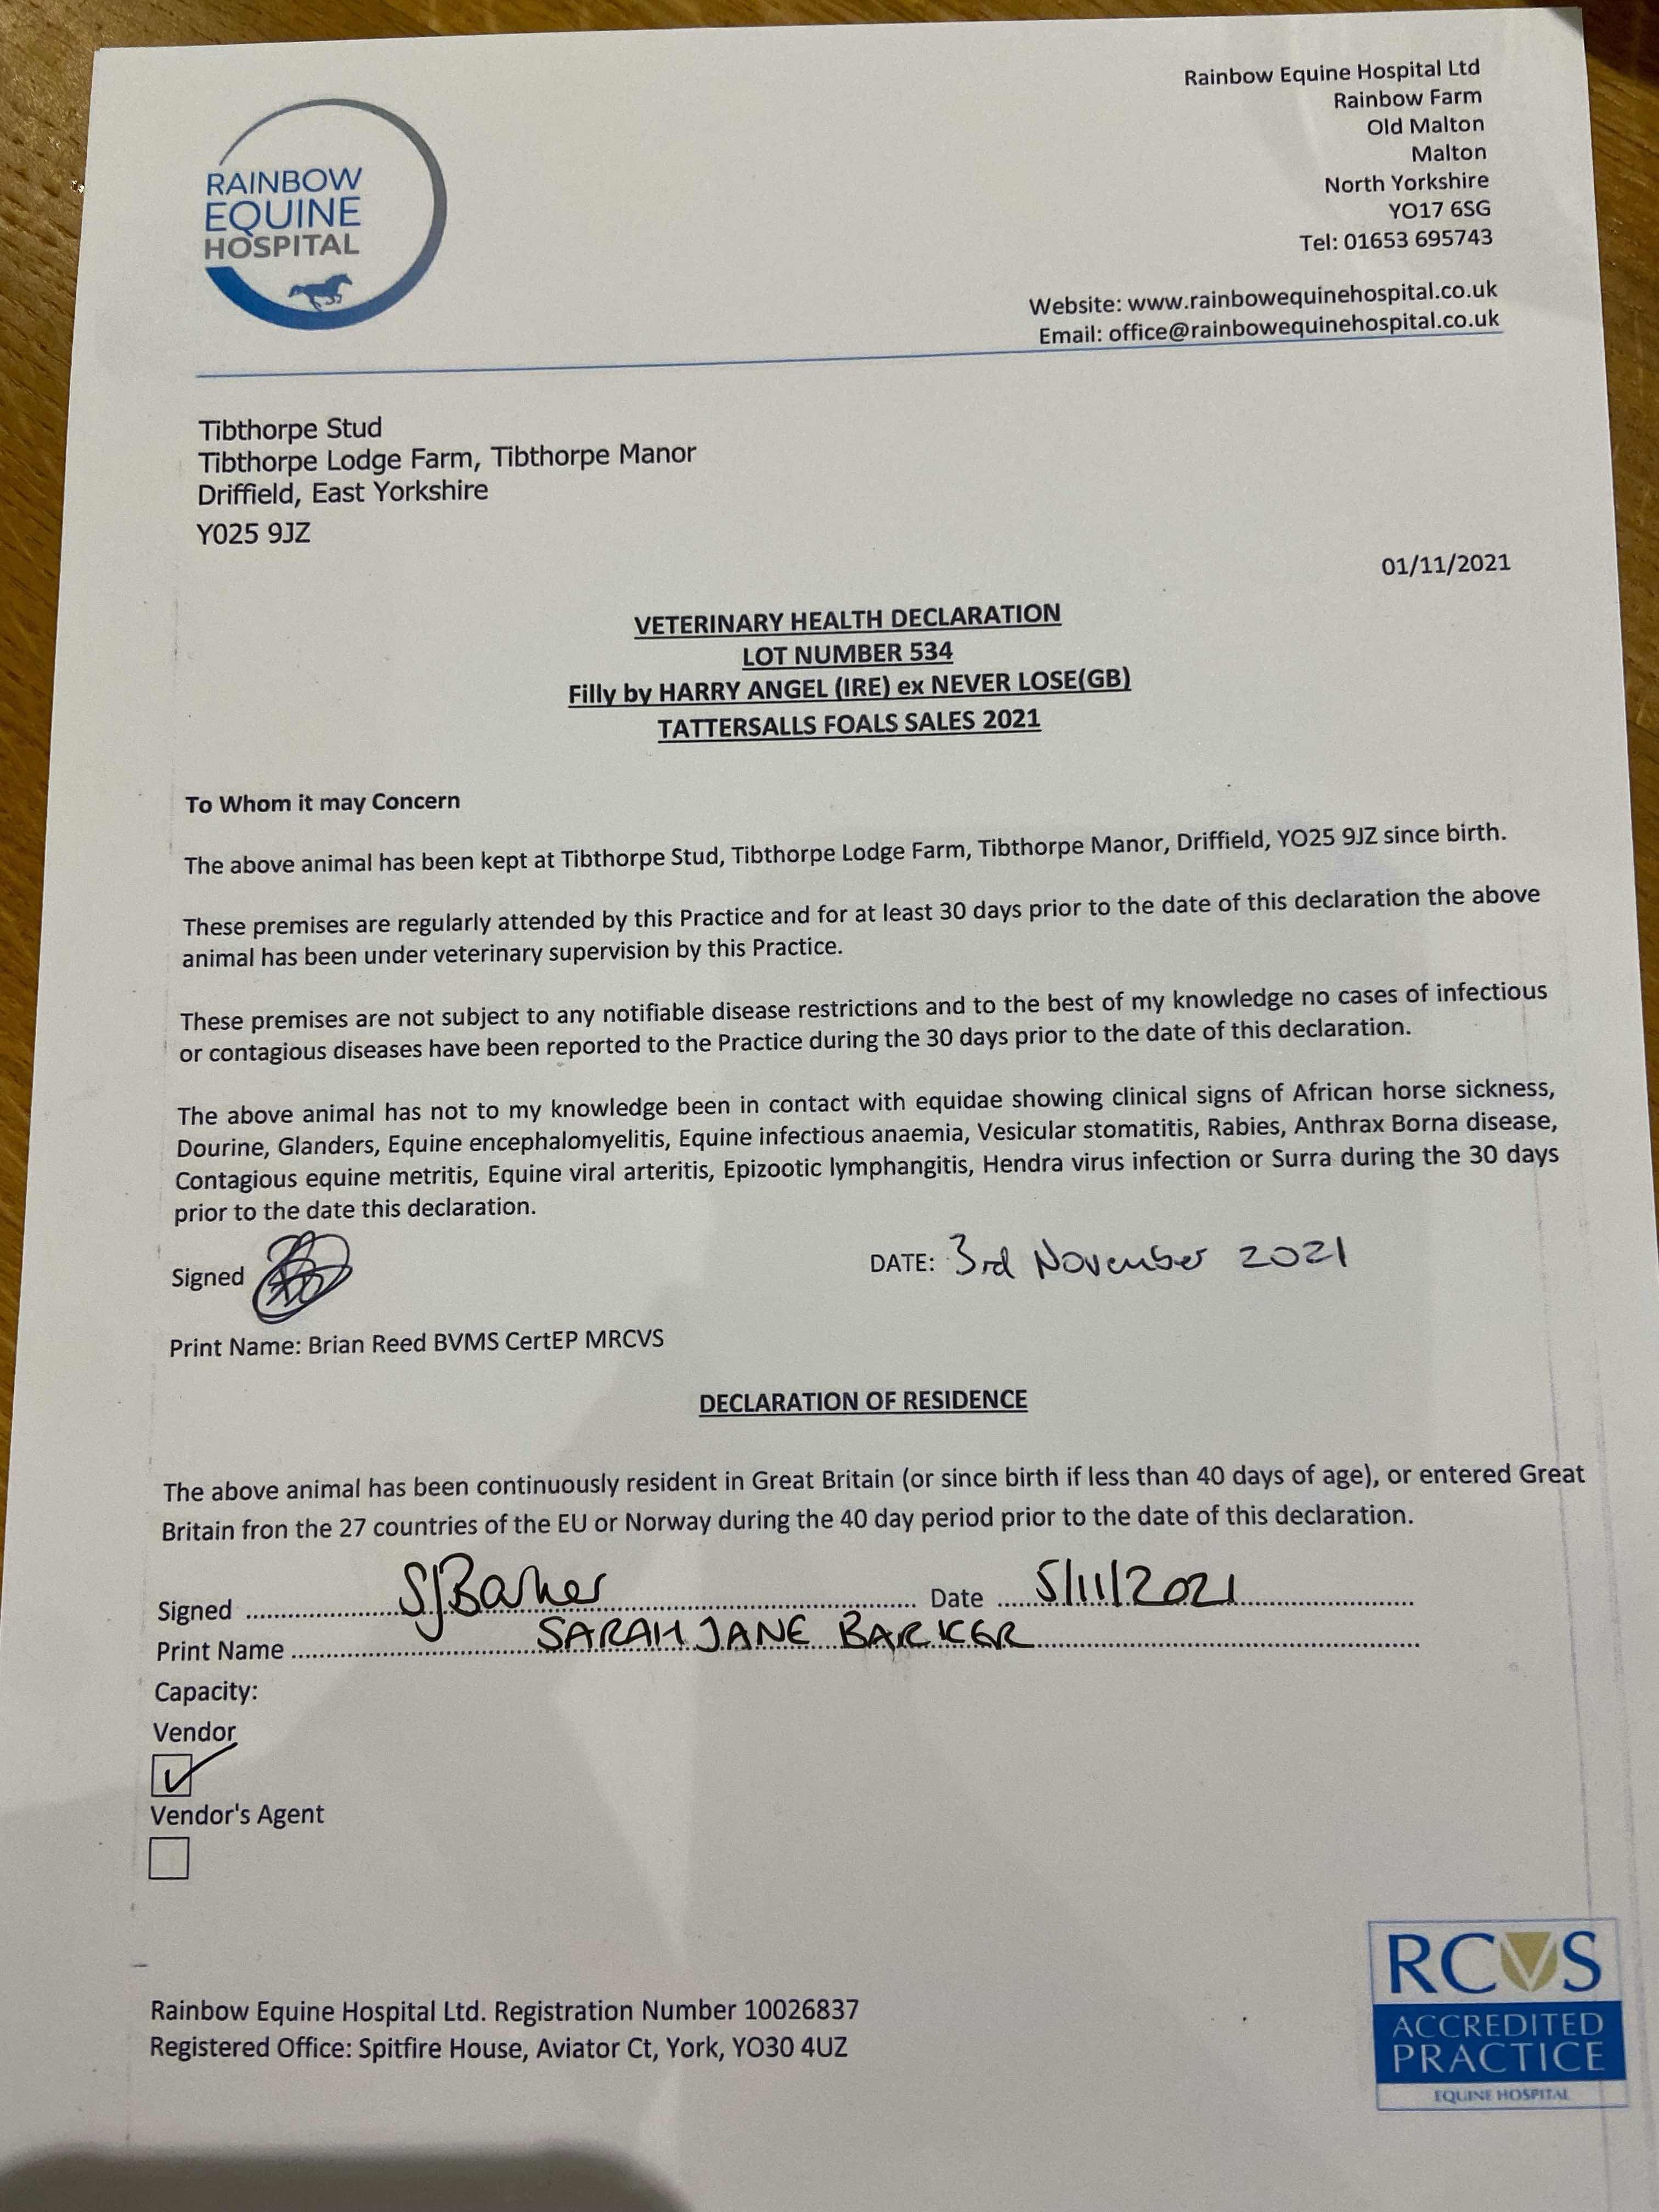 RAINBOW
EQUINE
HOSPITAL
Rainbow Equine Hospital Ltd
Rainbow Farm
Old Malton
Malton
North Yorkshire
YO17 6SG
Tel: 01653 695743
Website: www.rainbowequinehospital.co.uk
Email: office@rainbowequinehospital.co.uk
Tibthorpe Stud
Tibthorpe Lodge Farm, Tibthorpe Manor
Driffield, East Yorkshire
Y025 9JZ
01/11/2021
VETERINARY HEALTH DECLARATION
LOT NUMBER 534
Filly by HARRY ANGEL (IRE) ex NEVER LOSE(GB)
TATTERSALLS FOALS SALES 2021
To Whom it may Concern
The above animal has been kept at Tibthorpe Stud, Tibthorpe Lodge Farm, Tibthorpe Manor, Driffield, YO25 9JZ since birth.
These premises are regularly attended by this Practice and for at least 30 days prior to the date of this declaration the above
animal has been under veterinary supervision by this Practice.
These premises are not subject to any notifiable disease restrictions and to the best of my knowledge no cases of infectious
or contagious diseases have been reported to the Practice during the 30 days prior to the date of this declaration.
The above animal has not to my knowledge been in contact with equidae showing clinical signs of African horse sickness,
Dourine, Glanders, Equine encephalomyelitis, Equine infectious anaemia, Vesicular stomatitis, Rabies, Anthrax Borna disease,
Contagious equine metritis, Equine viral arteritis, Epizootic lymphangitis, Hendra virus infection or Surra during the 30 days
prior to the date this declaration.
Signed DATE: 3rd November 2021
Print Name: Brian Reed BVMS CertEP MRCVS
DECLARATION OF RESIDENCE
The above animal has been continuously resident in Great Britain (or since birth if less than 40 days of age), or entered Great
Britain fron the 27 countries of the EU or Norway during the 40 day period prior to the date of this declaration.
Signed SJBarker Date 5/11/2021
Print Name SARAH JANE BARKER
Capacity:
Vendor
Vendor's Agent
Rainbow Equine Hospital Ltd. Registration Number 10026837
Registered Office: Spitfire House, Aviator Ct, York, YO30 4UZ
RCVS
ACCREDITED
PRACTICE
EQUINE HOSPITAL